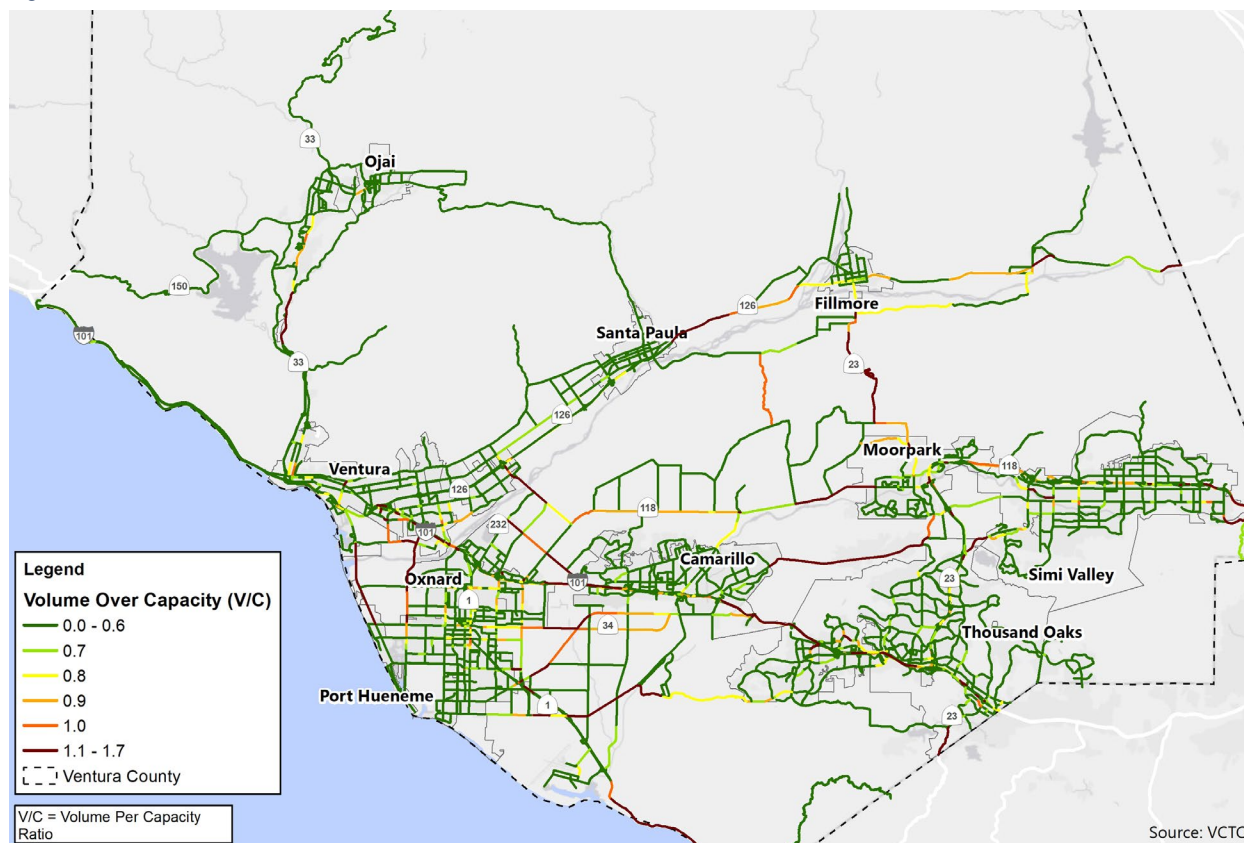 33
Ojai
150
101
126
Fillmore
Santa Paula
33
23
126
Moorpark
Ventura
118
126
118
232
101
Camarillo
Oxnard
101
Simi Valley
23
1
34
Thousand Oaks
Port Hueneme
1
23
Legend
Volume Over Capacity (V/C)
0.0 - 0.6
0.7
0.8
0.9
1.0
1.1 - 1.7
Ventura County
V/C = Volume Per Capacity
Ratio
Source: VCTC